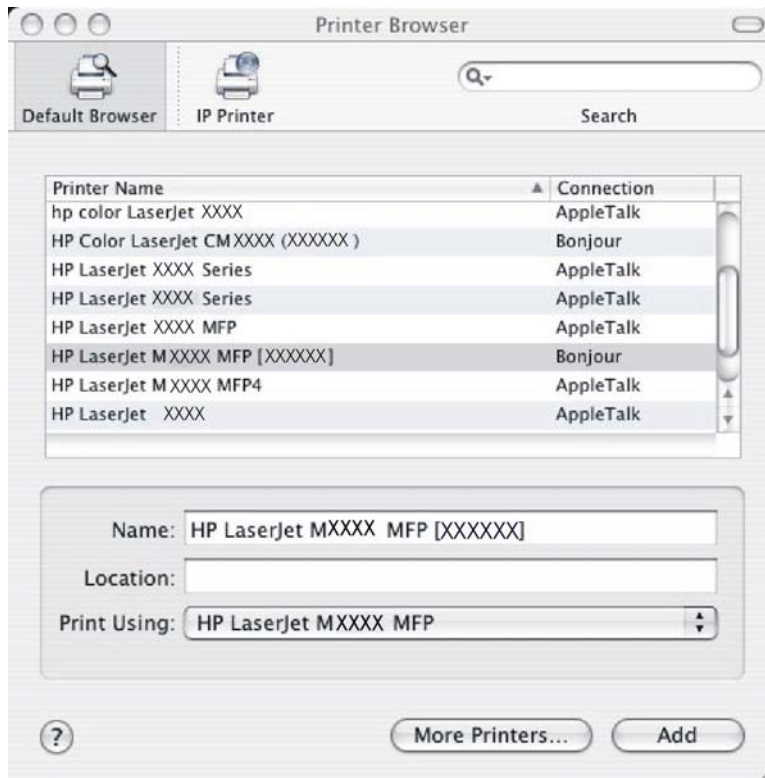 Printer Browser
Default Browser IP Printer Search
Printer Name Connection
hp color LaserJet XXXX AppleTalk
HP Color LaserJet CM XXXX (XXXXXX ) Bonjour
HP LaserJet XXXX Series AppleTalk
HP LaserJet XXXX Series AppleTalk
HP LaserJet XXXX MFP AppleTalk
HP LaserJet M XXXX MFP [XXXXXX] Bonjour
HP LaserJet M XXXX MFP4 AppleTalk
HP LaserJet XXXX AppleTalk
Name: HP LaserJet MXXXX MFP [XXXXXX]
Location:
Print Using: HP LaserJet MXXXX MFP
? More Printers... Add